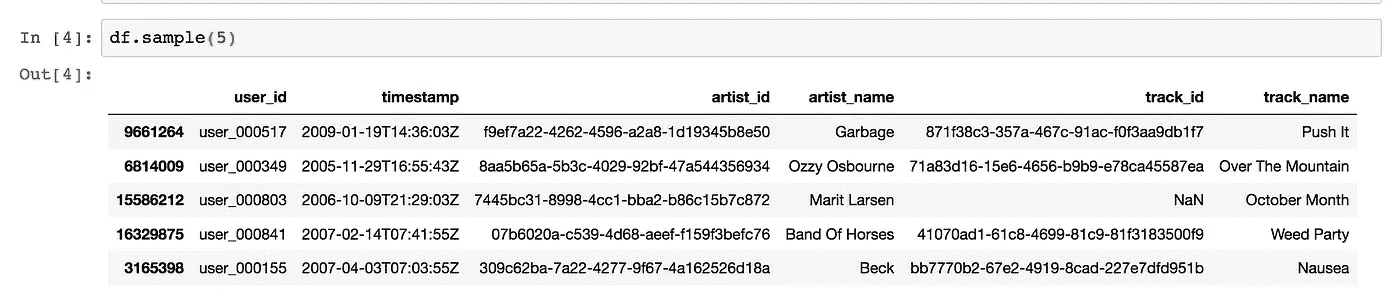 In [4]: df.sample(5)
Out[4]:
user_id timestamp artist_id artist_name track_id track_name
9661264 user_000517 2009-01-19T14:36:03Z f9ef7a22-4262-4596-a2a8-1d19345b8e50 Garbage 871f38c3-357a-467c-91ac-f0f3aa9db1f7 Push It
6814009 user_000349 2005-11-29T16:55:43Z 8aa5b65a-5b3c-4029-92bf-47a544356934 Ozzy Osbourne 71a83d16-15e6-4656-b9b9-e78ca45587ea Over The Mountain
15586212 user_000803 2006-10-09T21:29:03Z 7445bc31-8998-4cc1-bba2-b86c15b7c872 Marit Larsen NaN October Month
16329875 user_000841 2007-02-14T07:41:55Z 07b6020a-c539-4d68-aeef-f159f3befc76 Band Of Horses 41070ad1-61c8-4699-81c9-81f3183500f9 Weed Party
3165398 user_000155 2007-04-03T07:03:55Z 309c62ba-7a22-4277-9f67-4a162526d18a Beck bb7770b2-67e2-4919-8cad-227e7dfd951b Nausea